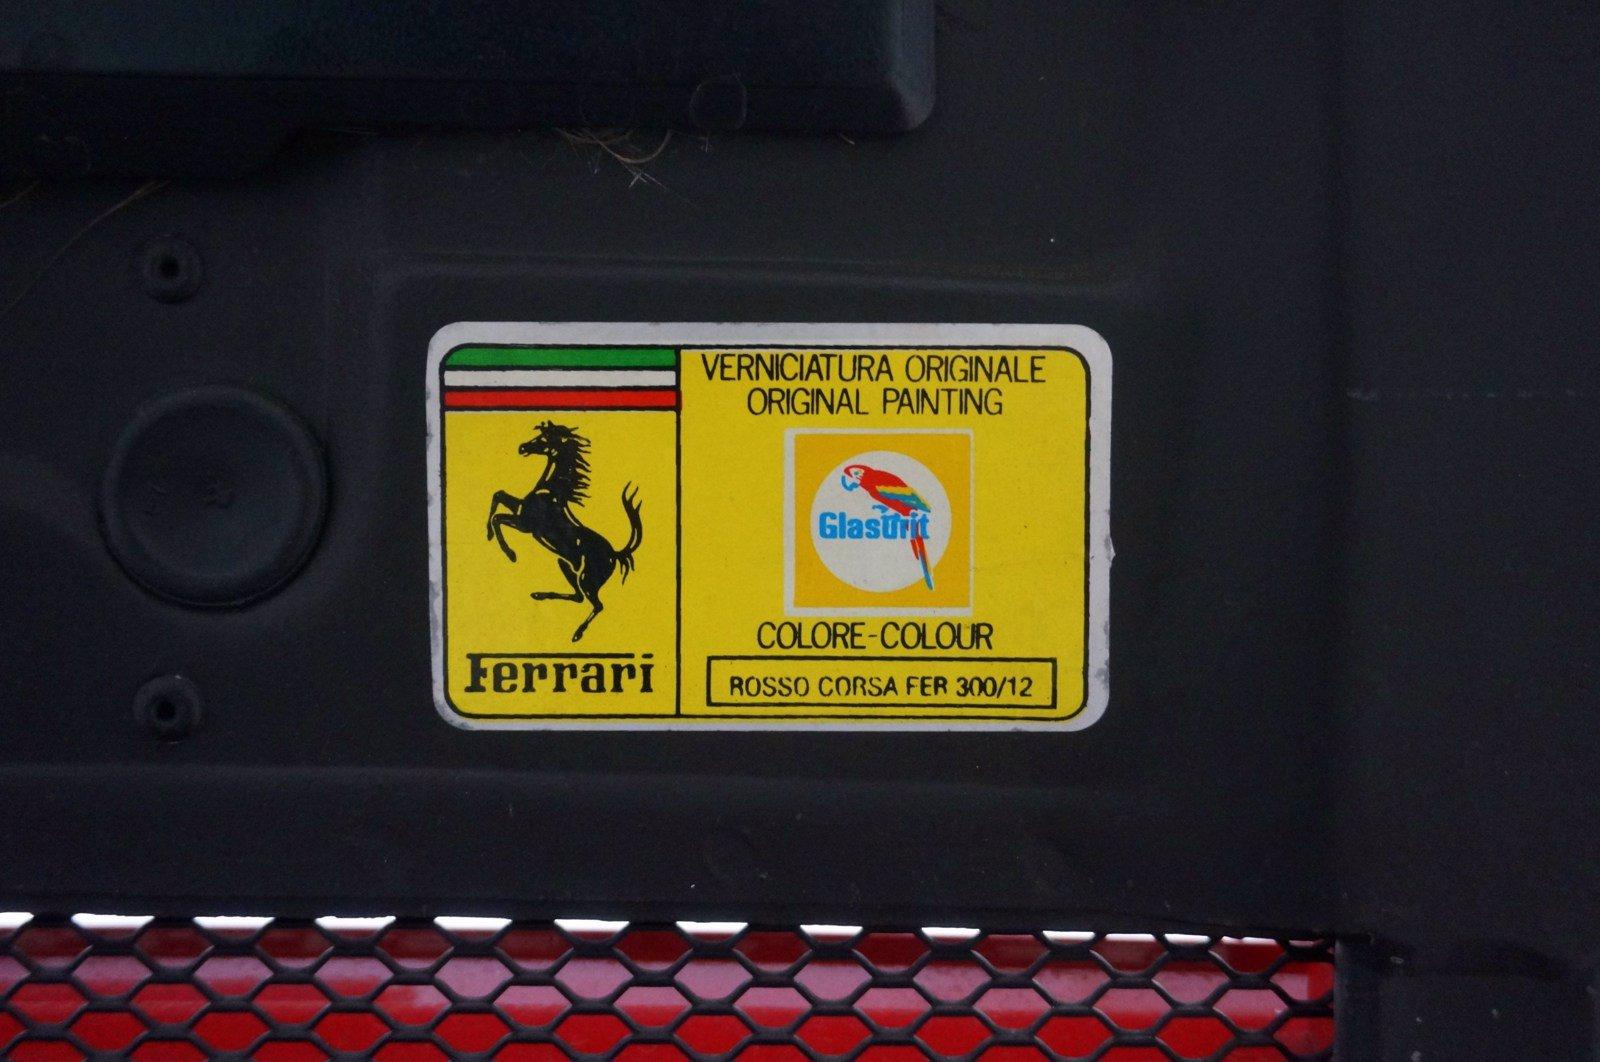 VERNICIATURA ORIGINALE
ORIGINAL PAINTING
Glasurit
COLORE-COLOUR
ROSSO CORSA FER 300/12
Ferrari